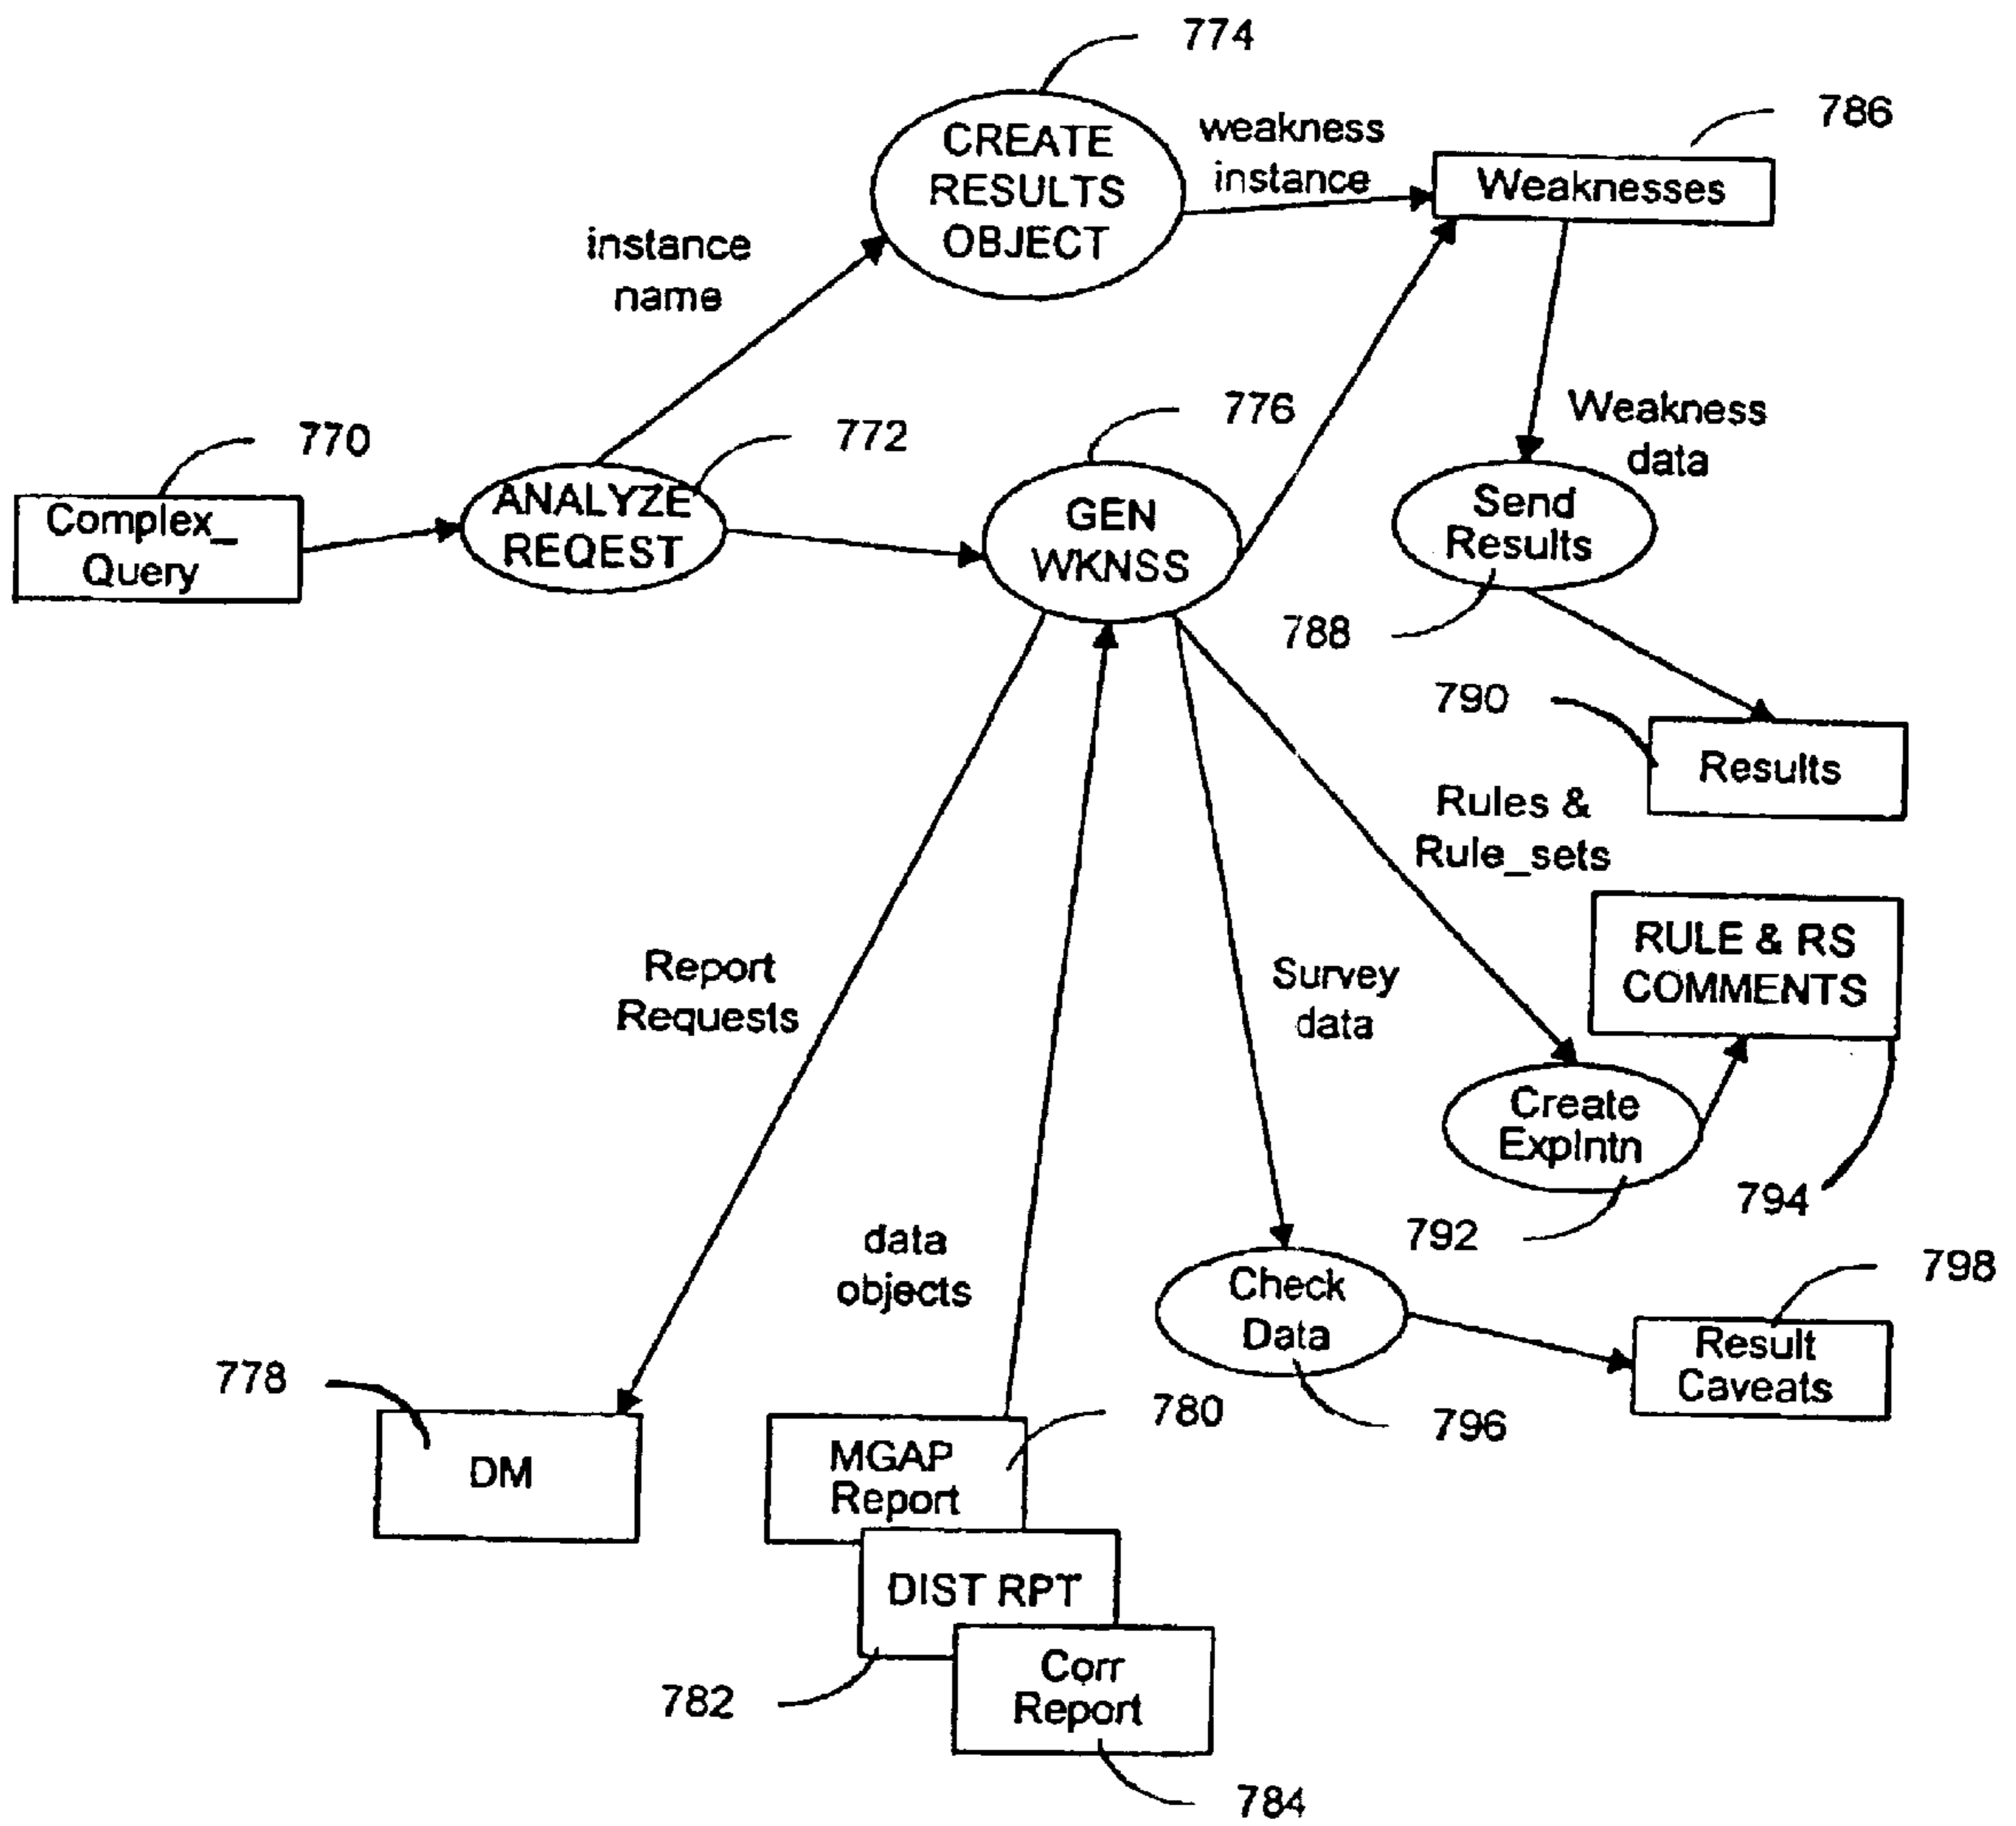 774
CREATE
RESULTS
OBJECT
weakness
instance
786
Weaknesses
instance
name
770
Complex_
Query
772
ANALYZE
REQEST
776
GEN
WKNSS
Weakness
data
Send
Results
788
790
Results
Rules &
Rule_sets
RULE & RS
COMMENTS
Report
Requests
Survey
data
Create
Explntn
792
794
data
objects
Check
Data
796
798
Result
Caveats
778
DM
780
MGAP
Report
DIST RPT
782
Corr
Report
784